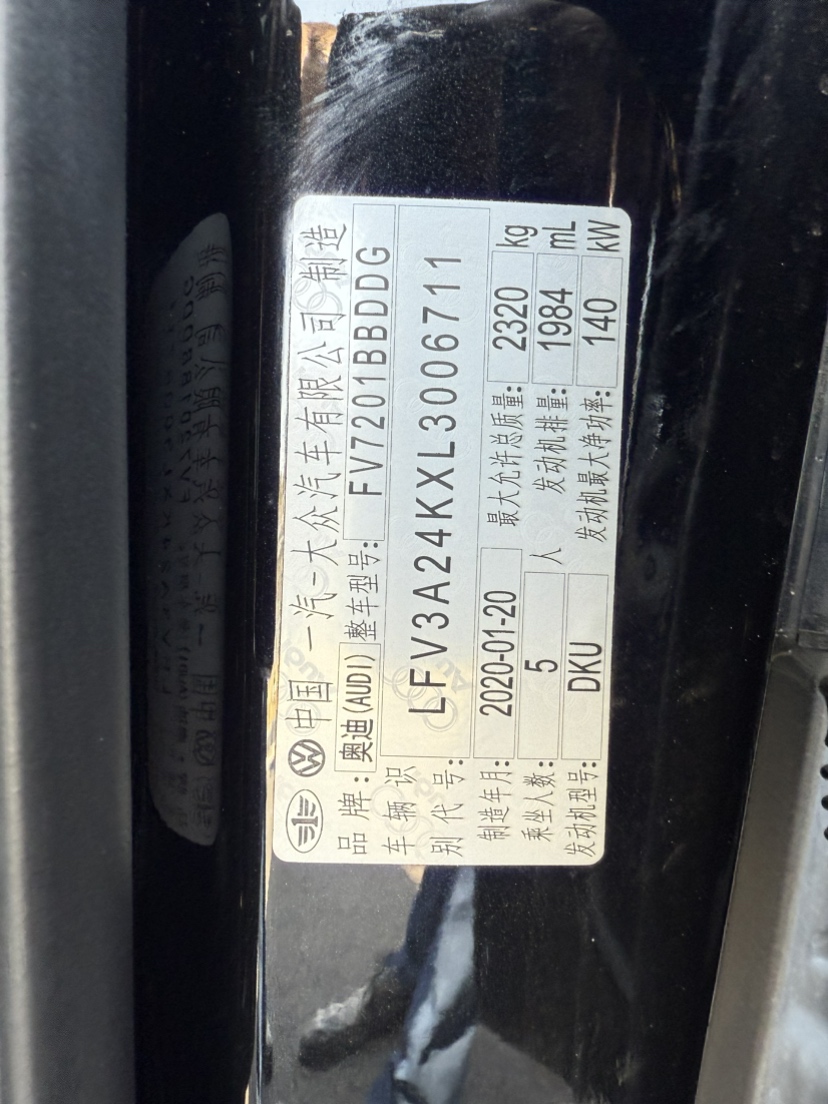 中国 一汽-大众汽车有限公司 制造
品牌: 奥迪(AUDI) 整车型号: FV7201BBDDG
车辆识别代号: LFV3A24KXL3006711
制造年月: 2020-01-20 最大允许总质量: 2320 kg
乘坐人数: 5 人 发动机排量: 1984 mL
发动机型号: DKU 发动机最大净功率: 140 kW